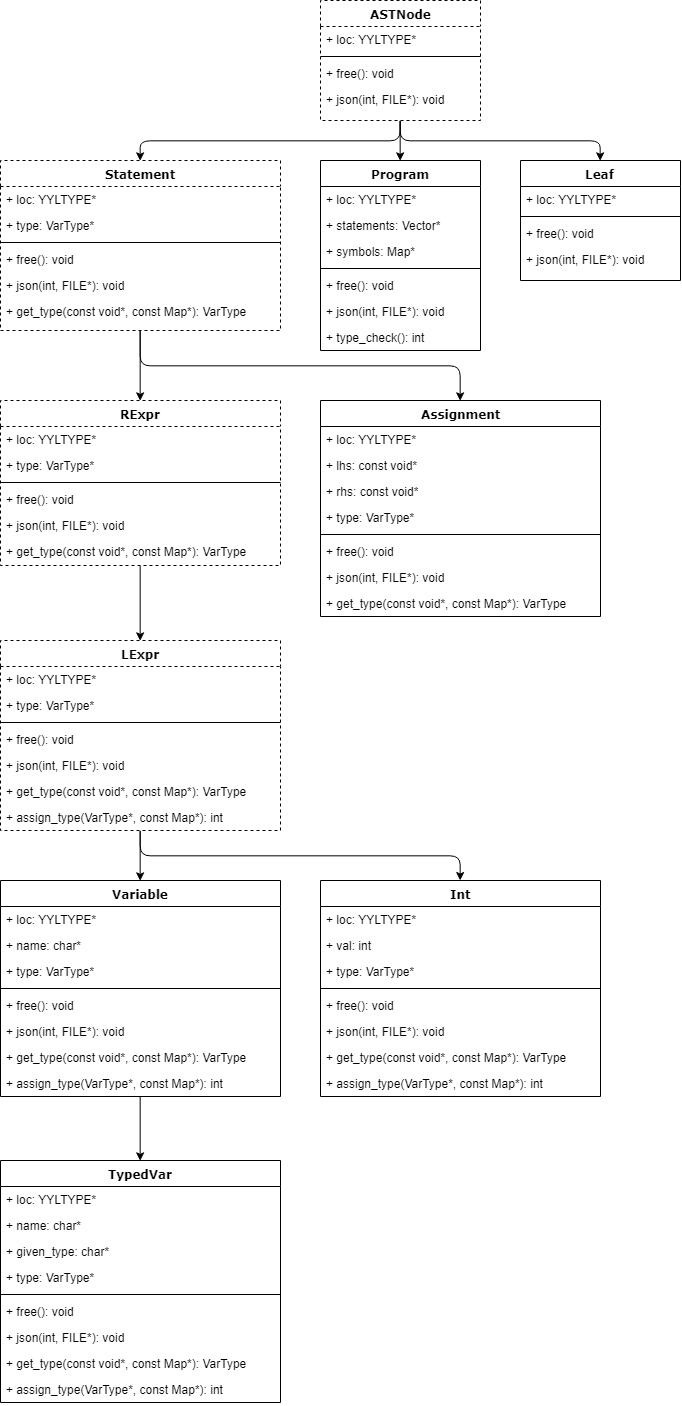 ASTNode
+ loc: YYLTYPE*
+ free(): void
+ json(int, FILE*): void
Statement
+ loc: YYLTYPE*
+ type: VarType*
+ free(): void
+ json(int, FILE*): void
+ get_type(const void*, const Map*): VarType
Program
+ loc: YYLTYPE*
+ statements: Vector*
+ symbols: Map*
+ free(): void
+ json(int, FILE*): void
+ type_check(): int
Leaf
+ loc: YYLTYPE*
+ free(): void
+ json(int, FILE*): void
RExpr
+ loc: YYLTYPE*
+ type: VarType*
+ free(): void
+ json(int, FILE*): void
+ get_type(const void*, const Map*): VarType
Assignment
+ loc: YYLTYPE*
+ lhs: const void*
+ rhs: const void*
+ type: VarType*
+ free(): void
+ json(int, FILE*): void
+ get_type(const void*, const Map*): VarType
LExpr
+ loc: YYLTYPE*
+ type: VarType*
+ free(): void
+ json(int, FILE*): void
+ get_type(const void*, const Map*): VarType
+ assign_type(VarType*, const Map*): int
Variable
+ loc: YYLTYPE*
+ name: char*
+ type: VarType*
+ free(): void
+ json(int, FILE*): void
+ get_type(const void*, const Map*): VarType
+ assign_type(VarType*, const Map*): int
Int
+ loc: YYLTYPE*
+ val: int
+ type: VarType*
+ free(): void
+ json(int, FILE*): void
+ get_type(const void*, const Map*): VarType
+ assign_type(VarType*, const Map*): int
TypedVar
+ loc: YYLTYPE*
+ name: char*
+ given_type: char*
+ type: VarType*
+ free(): void
+ json(int, FILE*): void
+ get_type(const void*, const Map*): VarType
+ assign_type(VarType*, const Map*): int